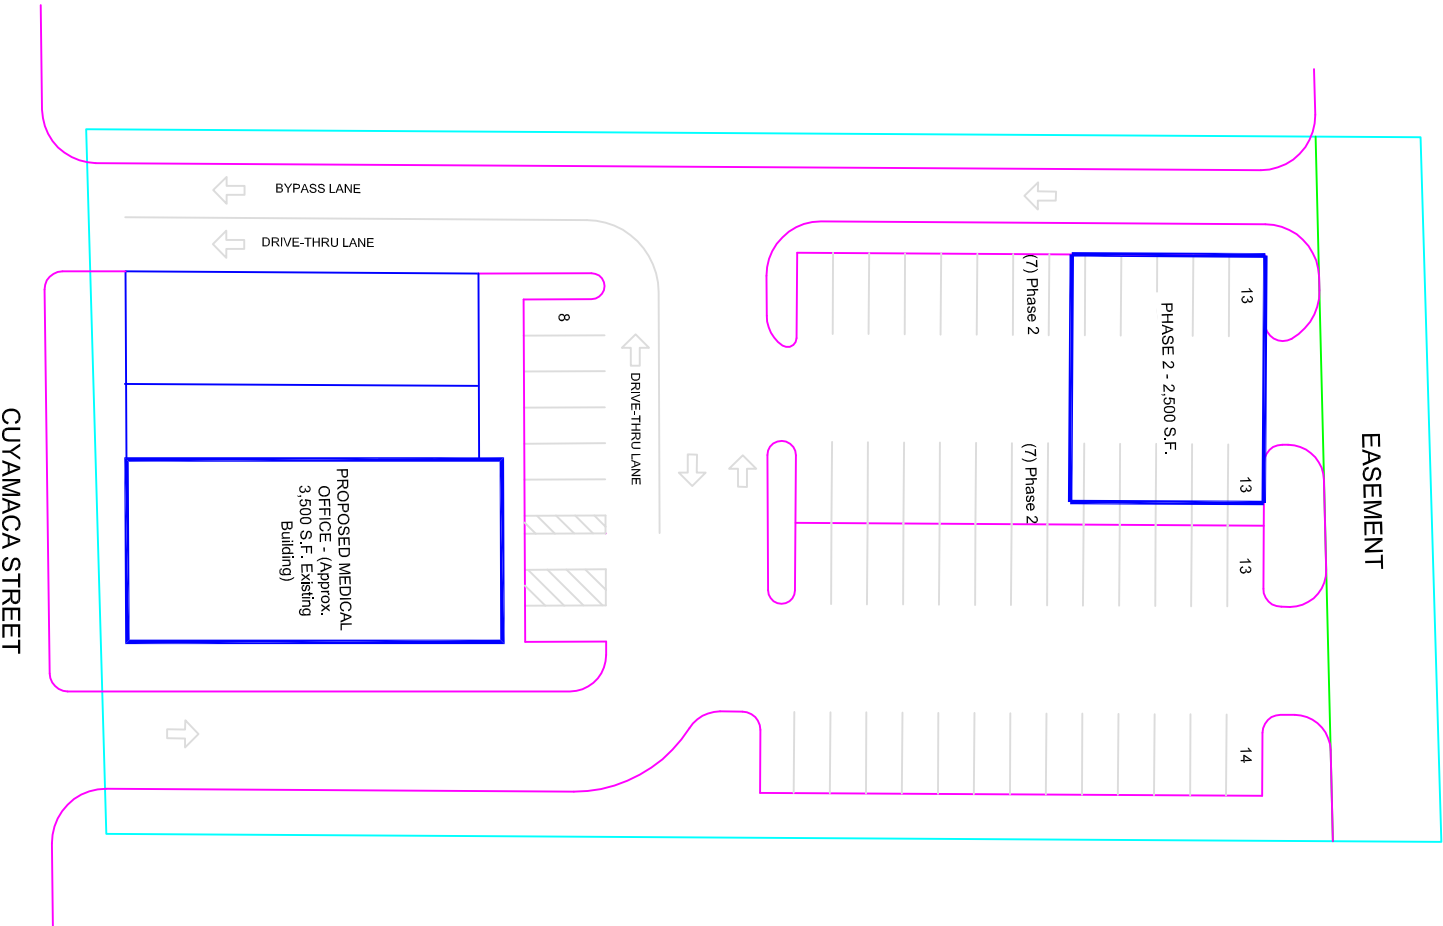 BYPASS LANE
DRIVE-THRU LANE
8
DRIVE-THRU LANE
(7) Phase 2
13
PHASE 2 - 2,500 S.F.
(7) Phase 2
13
13
14
EASEMENT
PROPOSED MEDICAL
OFFICE - (Approx.
3,500 S.F. Existing
Building)
CUYAMACA STREET